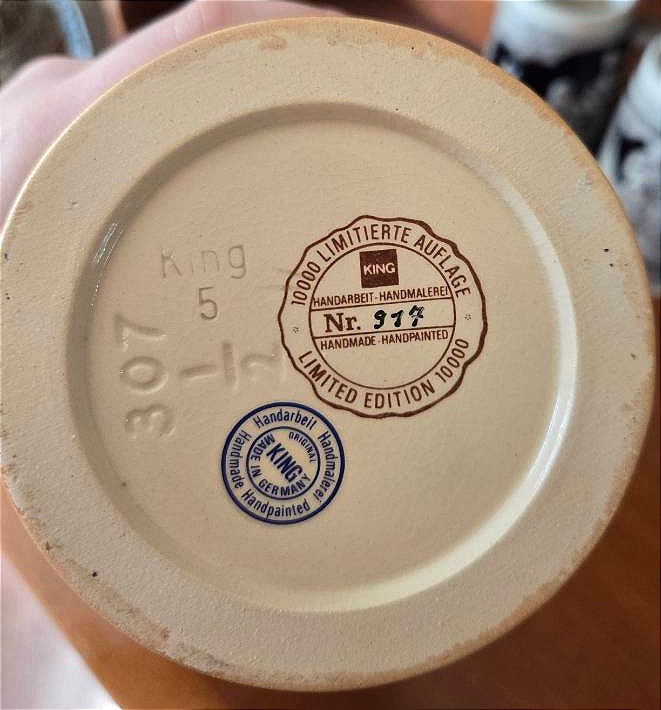 King
5
307
1/2
10000 LIMITIERTE AUFLAGE
KING
HANDARBEIT-HANDMALEREI
Nr. 917
HANDMADE-HANDPAINTED
LIMITED EDITION 10000
Handarbeit Handmalerei
ORIGINAL
KING
MADE IN GERMANY
Handmade Handpainted